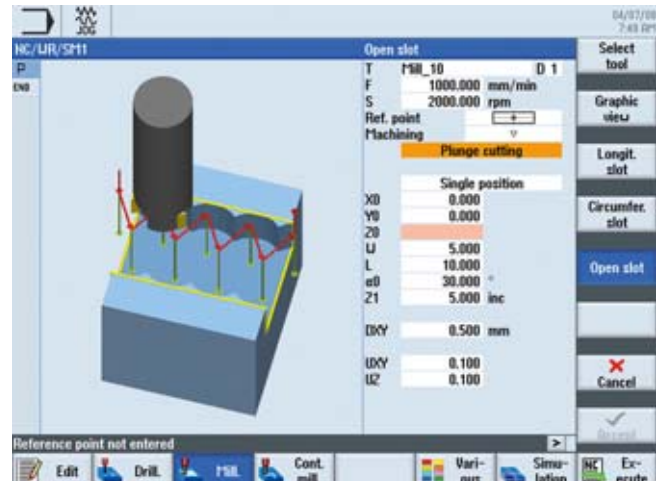 04/07/08
7:40 AM
JOG
NC/WR/SM1
Open slot
Select tool
P
END
T Mill_10 D 1
F 1000.000 mm/min
S 2000.000 rpm
Ref. point
Machining ▽
Plunge cutting
Single position
X0 0.000
Y0 0.000
Z0
W 5.000
L 10.000
α0 30.000 °
Z1 5.000 inc
DXY 0.500 mm
UXY 0.100
UZ 0.100
Graphic view
Longit. slot
Circumfer. slot
Open slot
Cancel
Accept
Reference point not entered >
Edit
Drill.
Mill.
Cont. mill.
Vari-ous
Simu-lation
NC Ex-ecute